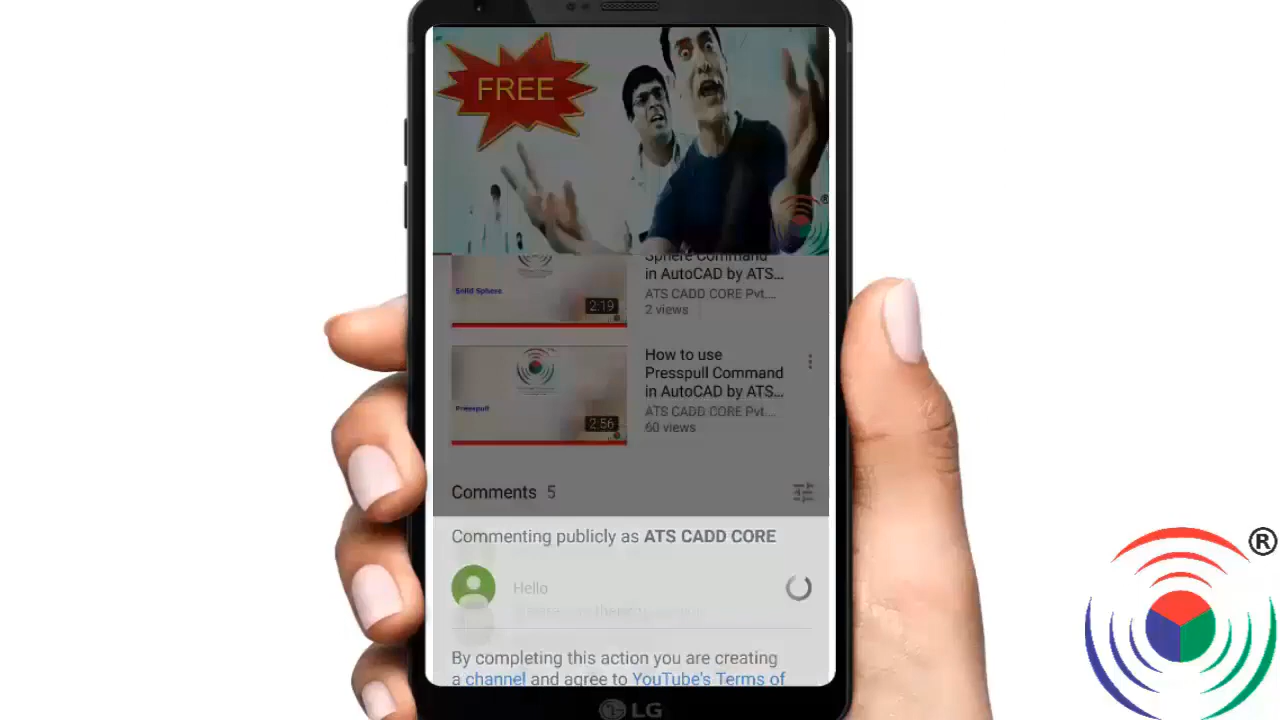 FREE
®
Sphere Command
in AutoCAD by ATS...
Solid Sphere
ATS CADD CORE Pvt....
2:19
2 views
How to use
Presspull Command
in AutoCAD by ATS...
Presspull
ATS CADD CORE Pvt....
2:56
60 views
Comments 5
Commenting publicly as ATS CADD CORE
Hello
By completing this action you are creating
a channel and agree to YouTube's Terms of
LG
®